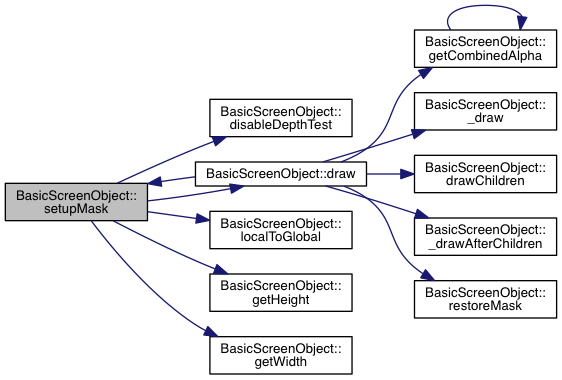 BasicScreenObject::
setupMask
BasicScreenObject::
disableDepthTest
BasicScreenObject::draw
BasicScreenObject::
localToGlobal
BasicScreenObject::
getHeight
BasicScreenObject::
getWidth
BasicScreenObject::
getCombinedAlpha
BasicScreenObject::
_draw
BasicScreenObject::
drawChildren
BasicScreenObject::
_drawAfterChildren
BasicScreenObject::
restoreMask